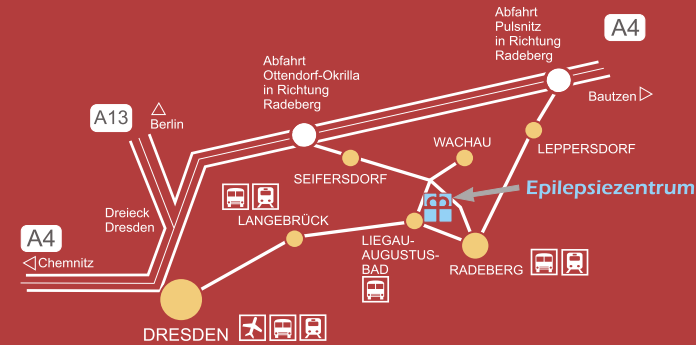 Abfahrt
Pulsnitz
in Richtung
Radeberg
A4
Abfahrt
Ottendorf-Okrilla
in Richtung
Radeberg
Bautzen
A13
Berlin
WACHAU
LEPPERSDORF
SEIFERSDORF
Epilepsiezentrum
Dreieck
Dresden
LANGEBRÜCK
A4
Chemnitz
LIEGAU-
AUGUSTUS-
BAD
RADEBERG
DRESDEN